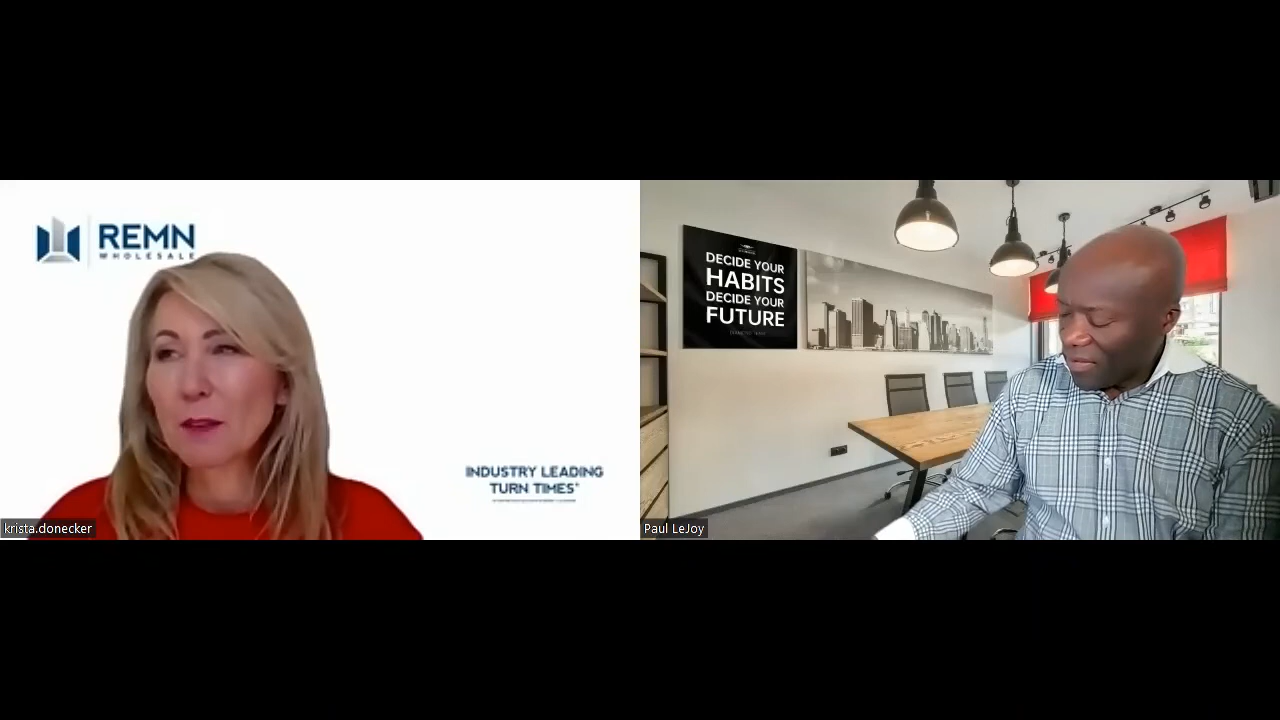 REMN
WHOLESALE
INDUSTRY LEADING
TURN TIMES*
krista.donecker
DECIDE YOUR
HABITS
DECIDE YOUR
FUTURE
Paul LeJoy